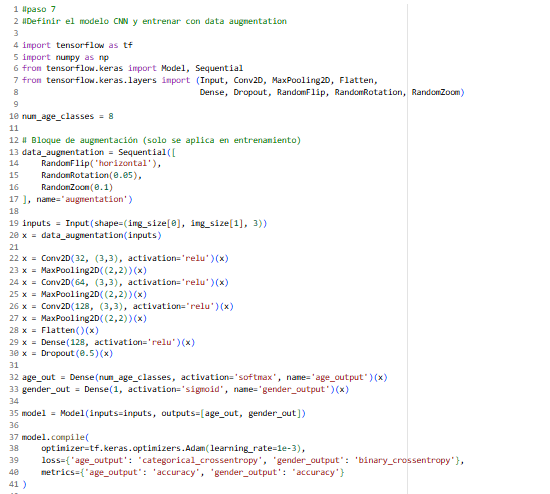 1 #paso 7
2 #Definir el modelo CNN y entrenar con data augmentation
3
4 import tensorflow as tf
5 import numpy as np
6 from tensorflow.keras import Model, Sequential
7 from tensorflow.keras.layers import (Input, Conv2D, MaxPooling2D, Flatten,
8                                      Dense, Dropout, RandomFlip, RandomRotation, RandomZoom)
9
10 num_age_classes = 8
11
12 # Bloque de augmentación (solo se aplica en entrenamiento)
13 data_augmentation = Sequential([
14     RandomFlip('horizontal'),
15     RandomRotation(0.05),
16     RandomZoom(0.1)
17 ], name='augmentation')
18
19 inputs = Input(shape=(img_size[0], img_size[1], 3))
20 x = data_augmentation(inputs)
21
22 x = Conv2D(32, (3,3), activation='relu')(x)
23 x = MaxPooling2D((2,2))(x)
24 x = Conv2D(64, (3,3), activation='relu')(x)
25 x = MaxPooling2D((2,2))(x)
26 x = Conv2D(128, (3,3), activation='relu')(x)
27 x = MaxPooling2D((2,2))(x)
28 x = Flatten()(x)
29 x = Dense(128, activation='relu')(x)
30 x = Dropout(0.5)(x)
31
32 age_out = Dense(num_age_classes, activation='softmax', name='age_output')(x)
33 gender_out = Dense(1, activation='sigmoid', name='gender_output')(x)
34
35 model = Model(inputs=inputs, outputs=[age_out, gender_out])
36
37 model.compile(
38     optimizer=tf.keras.optimizers.Adam(learning_rate=1e-3),
39     loss={'age_output': 'categorical_crossentropy', 'gender_output': 'binary_crossentropy'},
40     metrics={'age_output': 'accuracy', 'gender_output': 'accuracy'}
41 )